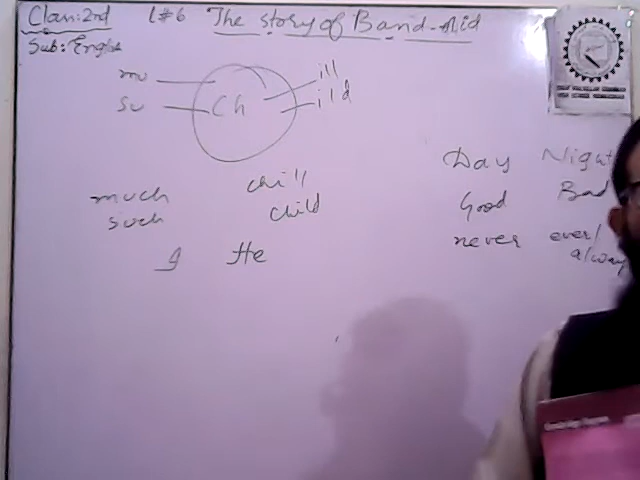 Class: 2nd L#6 The story of Band-Aid
Sub: English
mu
su
Ch
ill
ild
much chill
such child
I He
Day Night
Good Bad
never ever/
alway